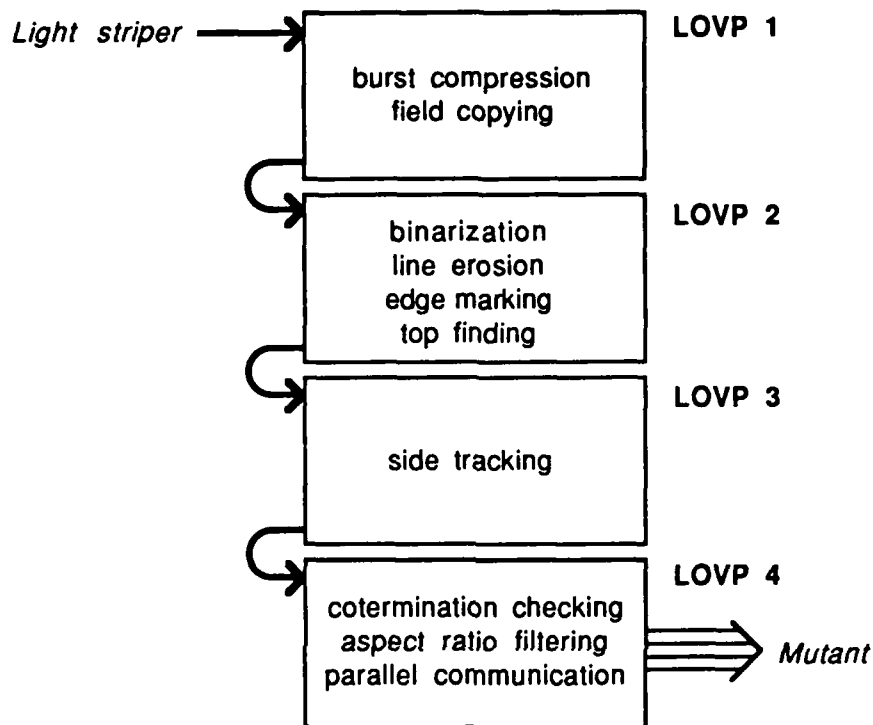 Light striper
LOVP 1
burst compression
field copying
LOVP 2
binarization
line erosion
edge marking
top finding
LOVP 3
side tracking
LOVP 4
cotermination checking
aspect ratio filtering
parallel communication
Mutant